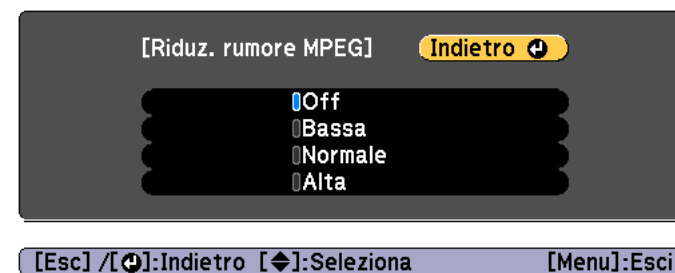 [Riduz. rumore MPEG] Indietro
Off
Bassa
Normale
Alta
[Esc] /[⏎]:Indietro [◆]:Seleziona [Menu]:Esci